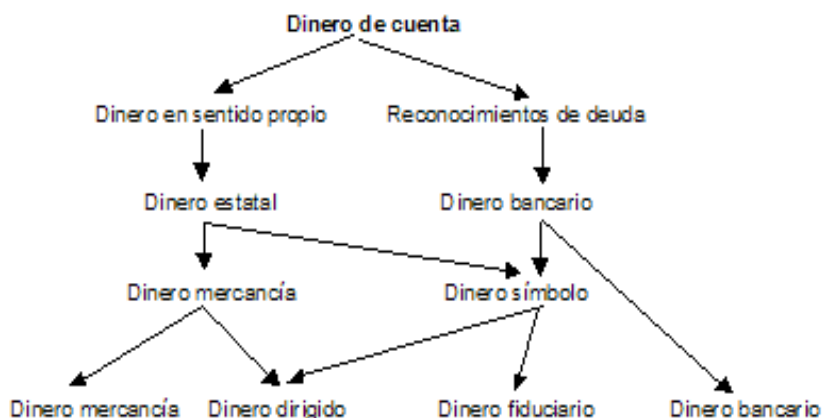 Dinero de cuenta
Dinero en sentido propio Reconocimientos de deuda
Dinero estatal Dinero bancario
Dinero mercancía Dinero símbolo
Dinero mercancía Dinero dirigido Dinero fiduciario Dinero bancario